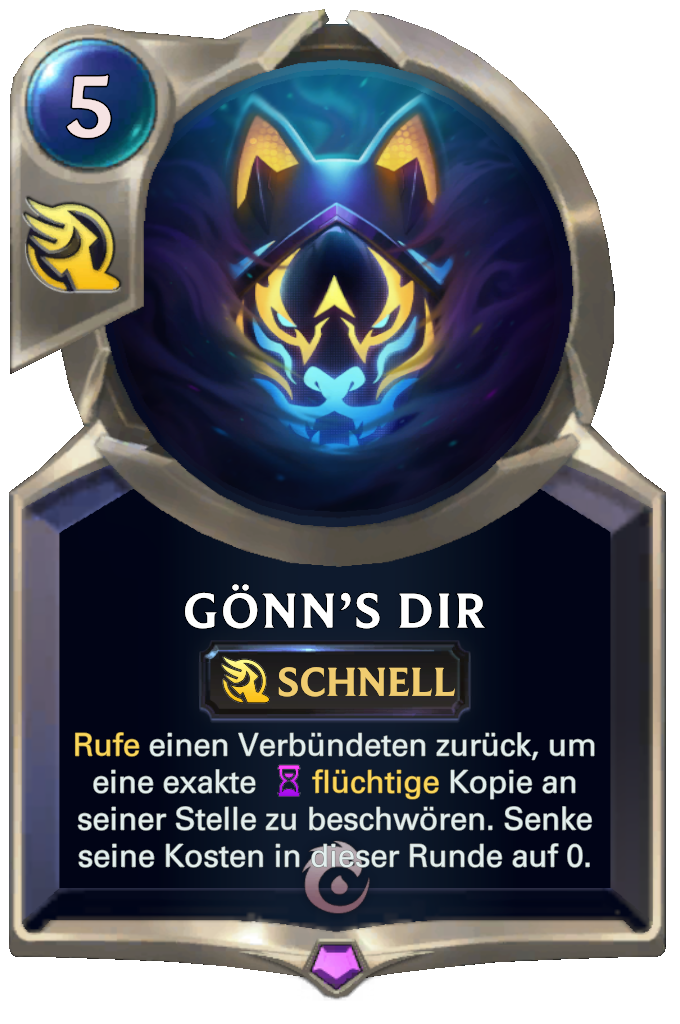 5
GÖNN'S DIR
SCHNELL
Rufe einen Verbündeten zurück, um
eine exakte flüchtige Kopie an
seiner Stelle zu beschwören. Senke
seine Kosten in dieser Runde auf 0.